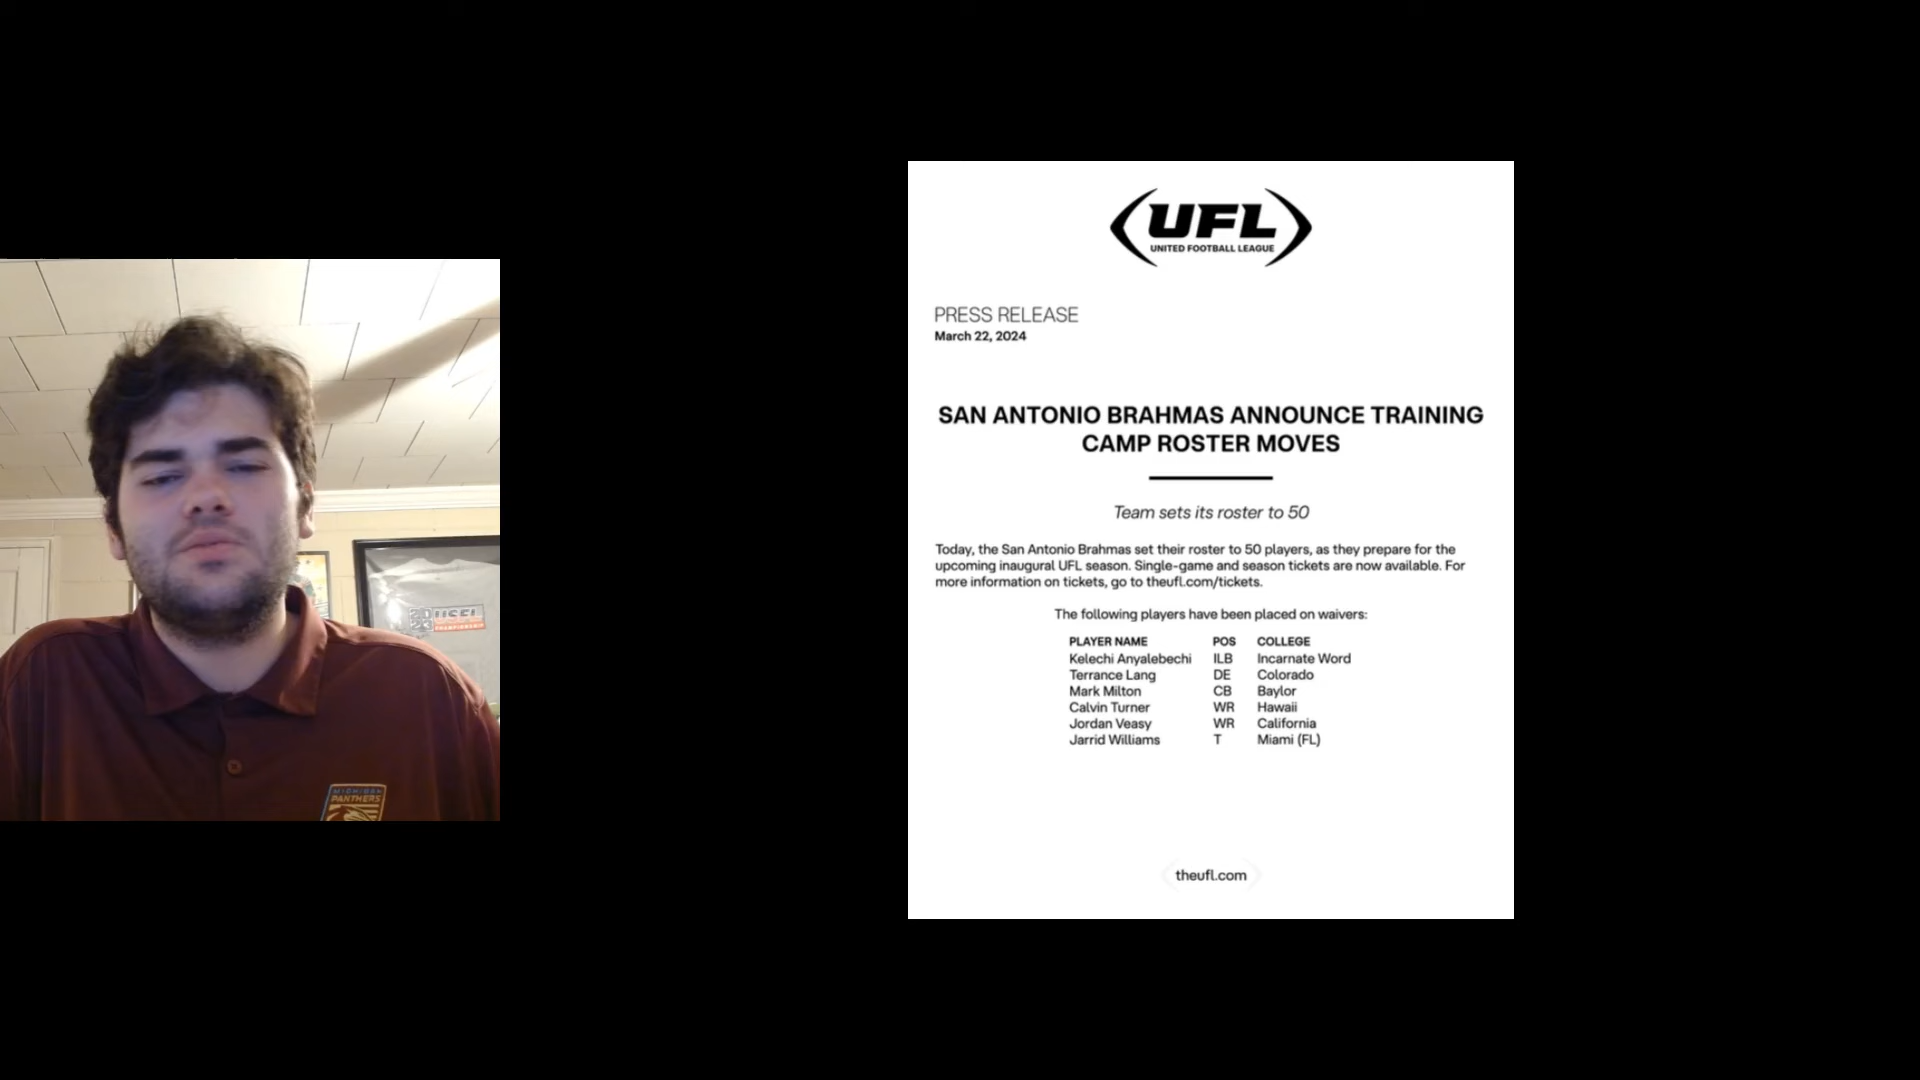 UFL
UNITED FOOTBALL LEAGUE
PRESS RELEASE
March 22, 2024
SAN ANTONIO BRAHMAS ANNOUNCE TRAINING
CAMP ROSTER MOVES
Team sets its roster to 50
Today, the San Antonio Brahmas set their roster to 50 players, as they prepare for the
upcoming inaugural UFL season. Single-game and season tickets are now available. For
more information on tickets, go to theufl.com/tickets.
The following players have been placed on waivers:
PLAYER NAME POS COLLEGE
Kelechi Anyalebechi ILB Incarnate Word
Terrance Lang DE Colorado
Mark Milton CB Baylor
Calvin Turner WR Hawaii
Jordan Veasy WR California
Jarrid Williams T Miami (FL)
theufl.com
USFL
CHAMPIONSHIP
MICHIGAN
PANTHERS